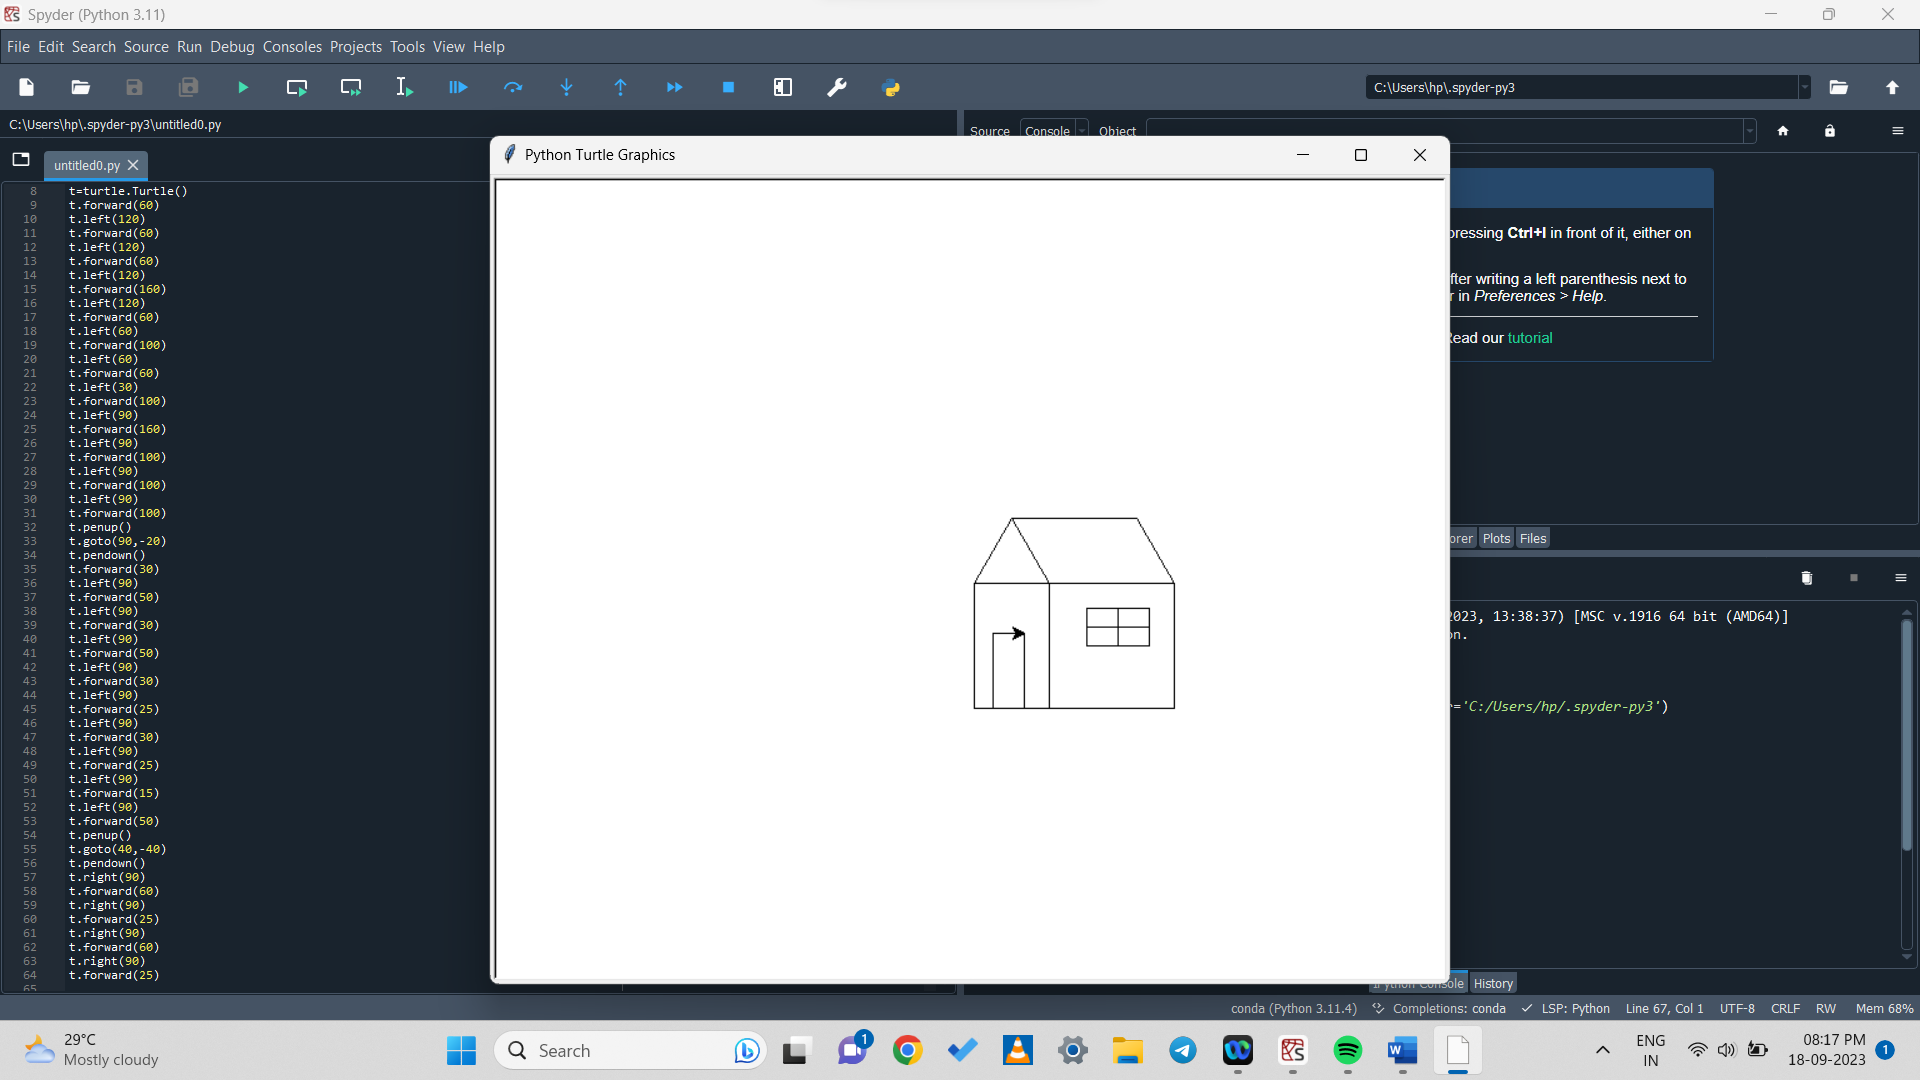 Spyder (Python 3.11)
File Edit Search Source Run Debug Consoles Projects Tools View Help
C:\Users\hp\.spyder-py3
C:\Users\hp\.spyder-py3\untitled0.py
Source Console Object
untitled0.py
Python Turtle Graphics
8 t=turtle.Turtle()
9 t.forward(60)
10 t.left(120)
11 t.forward(60)
12 t.left(120)
13 t.forward(60)
14 t.left(120)
15 t.forward(160)
16 t.left(120)
17 t.forward(60)
18 t.left(60)
19 t.forward(100)
20 t.left(60)
21 t.forward(60)
22 t.left(30)
23 t.forward(100)
24 t.left(90)
25 t.forward(160)
26 t.left(90)
27 t.forward(100)
28 t.left(90)
29 t.forward(100)
30 t.left(90)
31 t.forward(100)
32 t.penup()
33 t.goto(90,-20)
34 t.pendown()
35 t.forward(30)
36 t.left(90)
37 t.forward(50)
38 t.left(90)
39 t.forward(30)
40 t.left(90)
41 t.forward(50)
42 t.left(90)
43 t.forward(30)
44 t.left(90)
45 t.forward(25)
46 t.left(90)
47 t.forward(30)
48 t.left(90)
49 t.forward(25)
50 t.left(90)
51 t.forward(15)
52 t.left(90)
53 t.forward(50)
54 t.penup()
55 t.goto(40,-40)
56 t.pendown()
57 t.right(90)
58 t.forward(60)
59 t.right(90)
60 t.forward(25)
61 t.right(90)
62 t.forward(60)
63 t.right(90)
64 t.forward(25)
65
pressing Ctrl+I in front of it, either on
fter writing a left parenthesis next to
r in Preferences > Help.
Read our tutorial
orer Plots Files
2023, 13:38:37) [MSC v.1916 64 bit (AMD64)]
on.
='C:/Users/hp/.spyder-py3')
IPython Console History
conda (Python 3.11.4) Completions: conda LSP: Python Line 67, Col 1 UTF-8 CRLF RW Mem 68%
29°C
Mostly cloudy
Search
1
ENG
IN
08:17 PM
18-09-2023
1